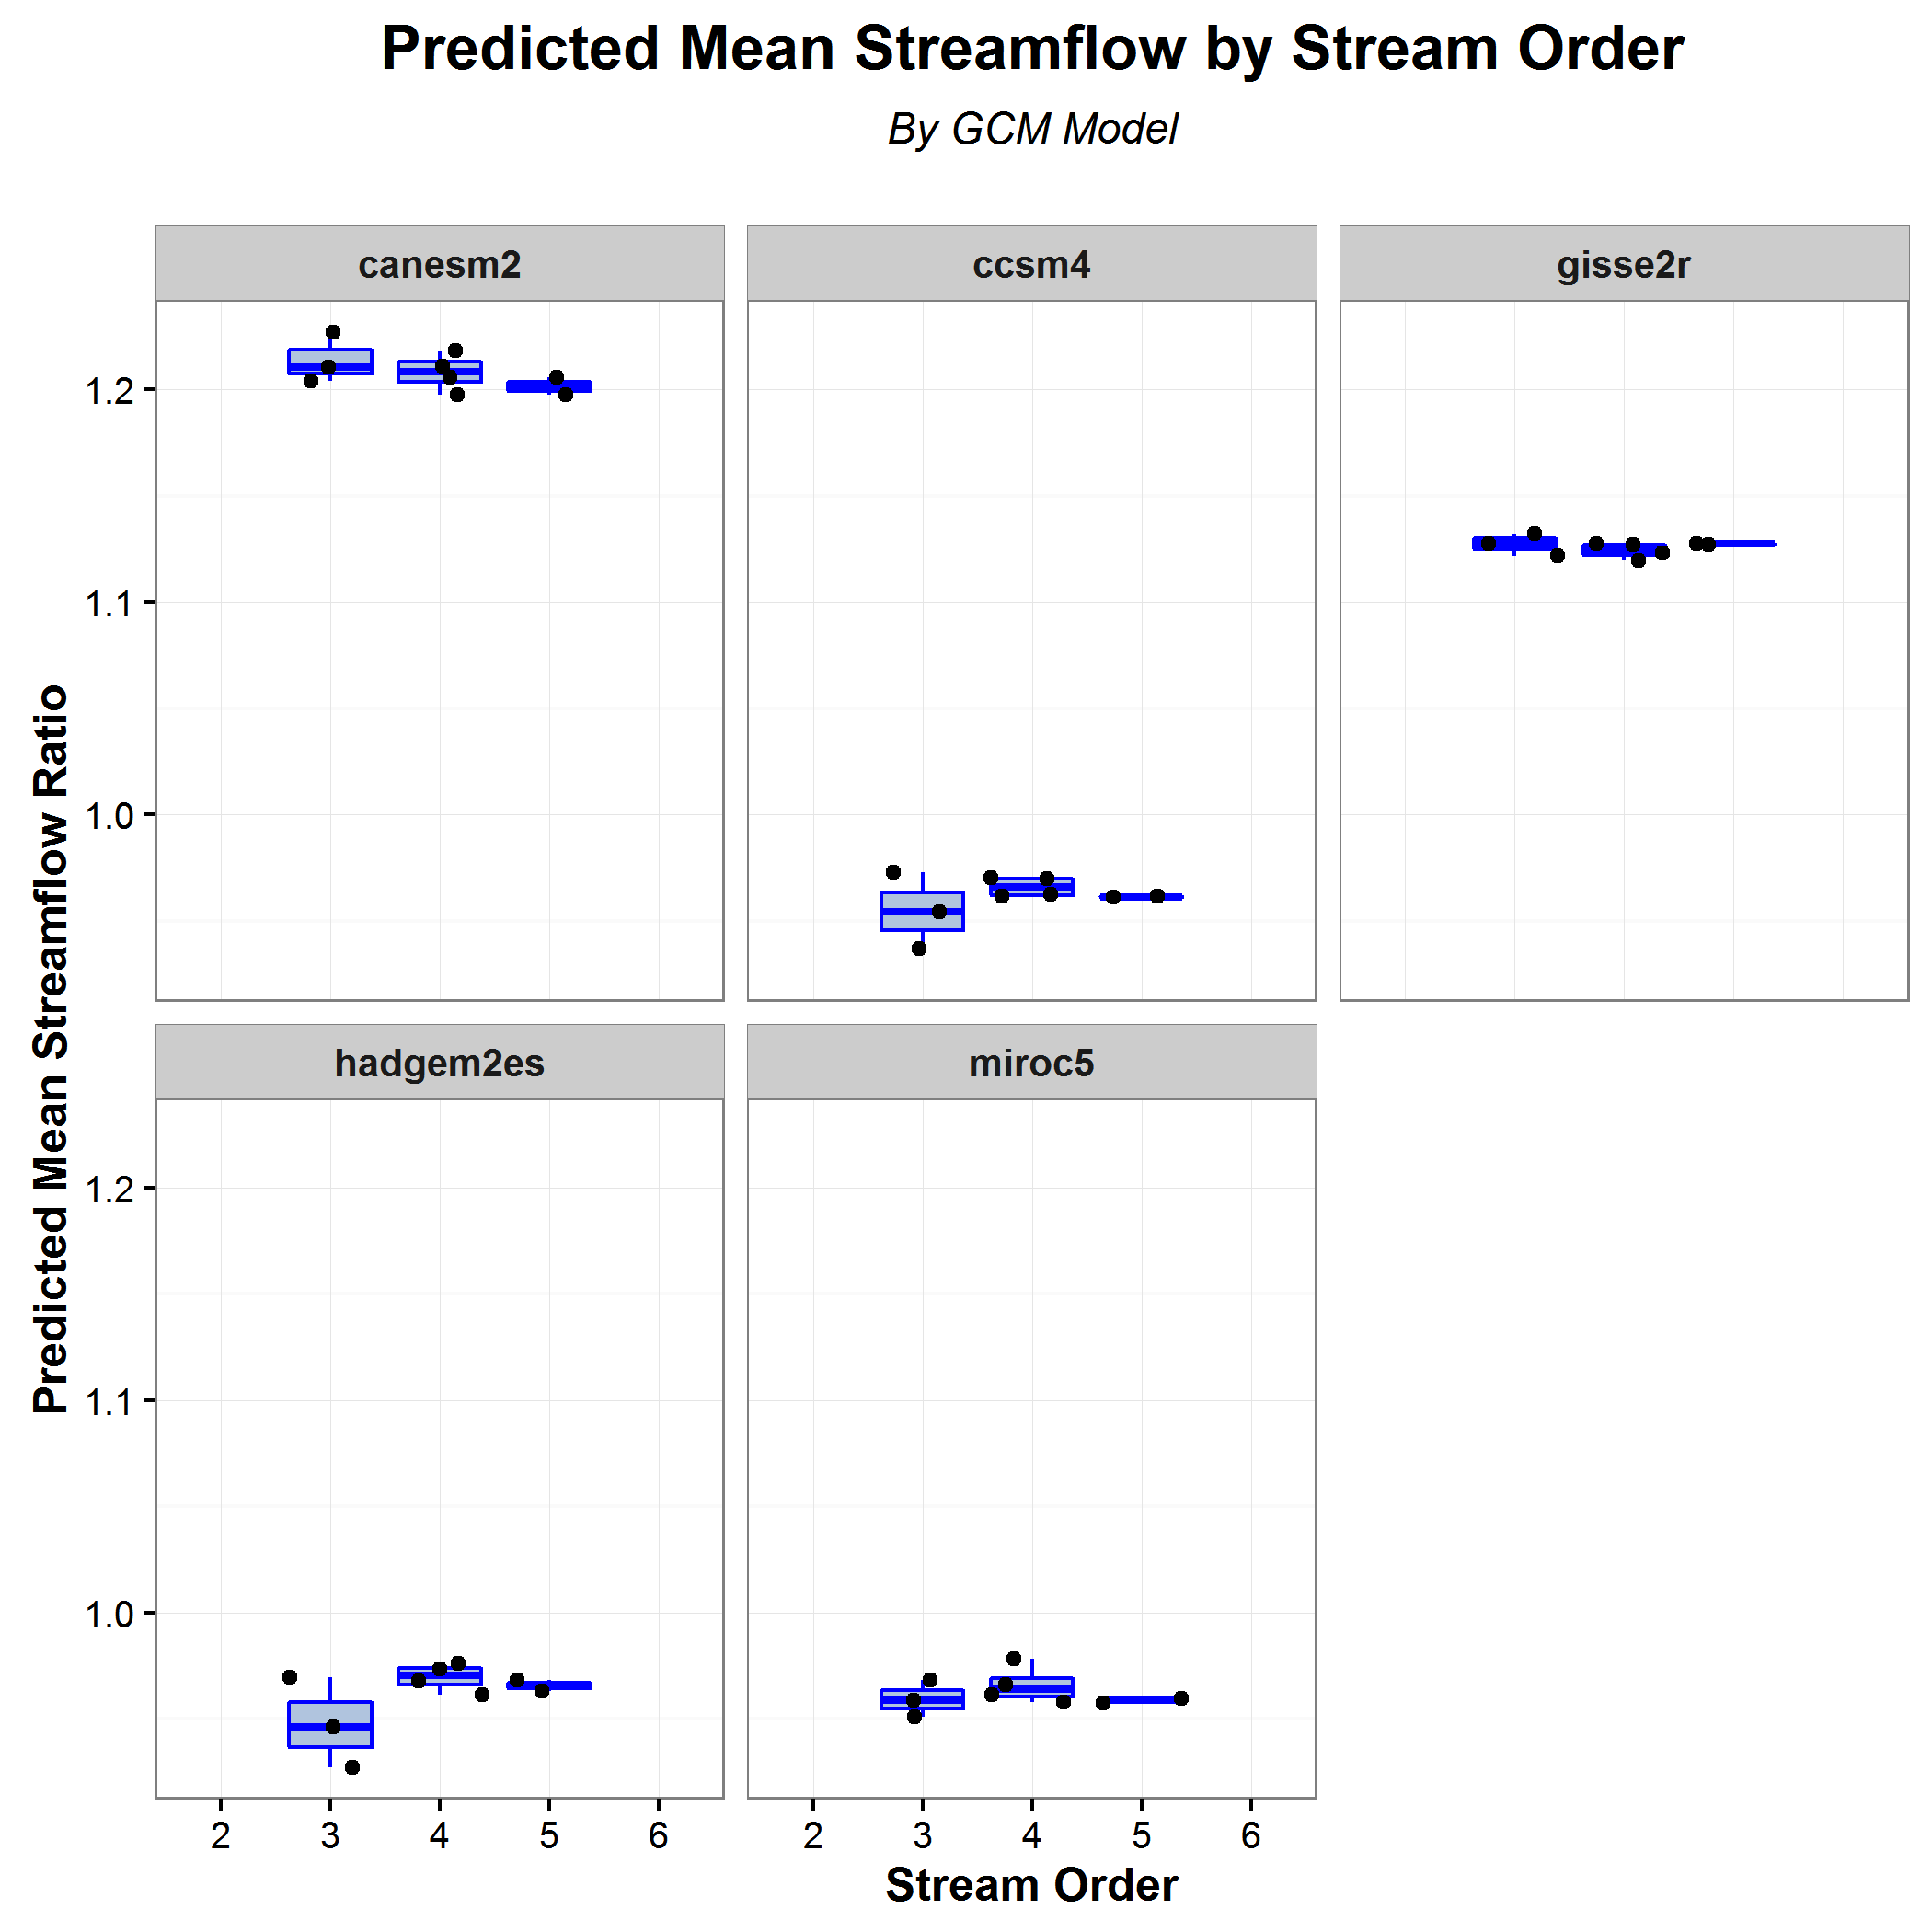 Predicted Mean Streamflow by Stream Order
By GCM Model
canesm2
ccsm4
gisse2r
1.2
1.1
1.0
Predicted Mean Streamflow Ratio
hadgem2es
miroc5
1.2
1.1
1.0
2 3 4 5 6
2 3 4 5 6
Stream Order